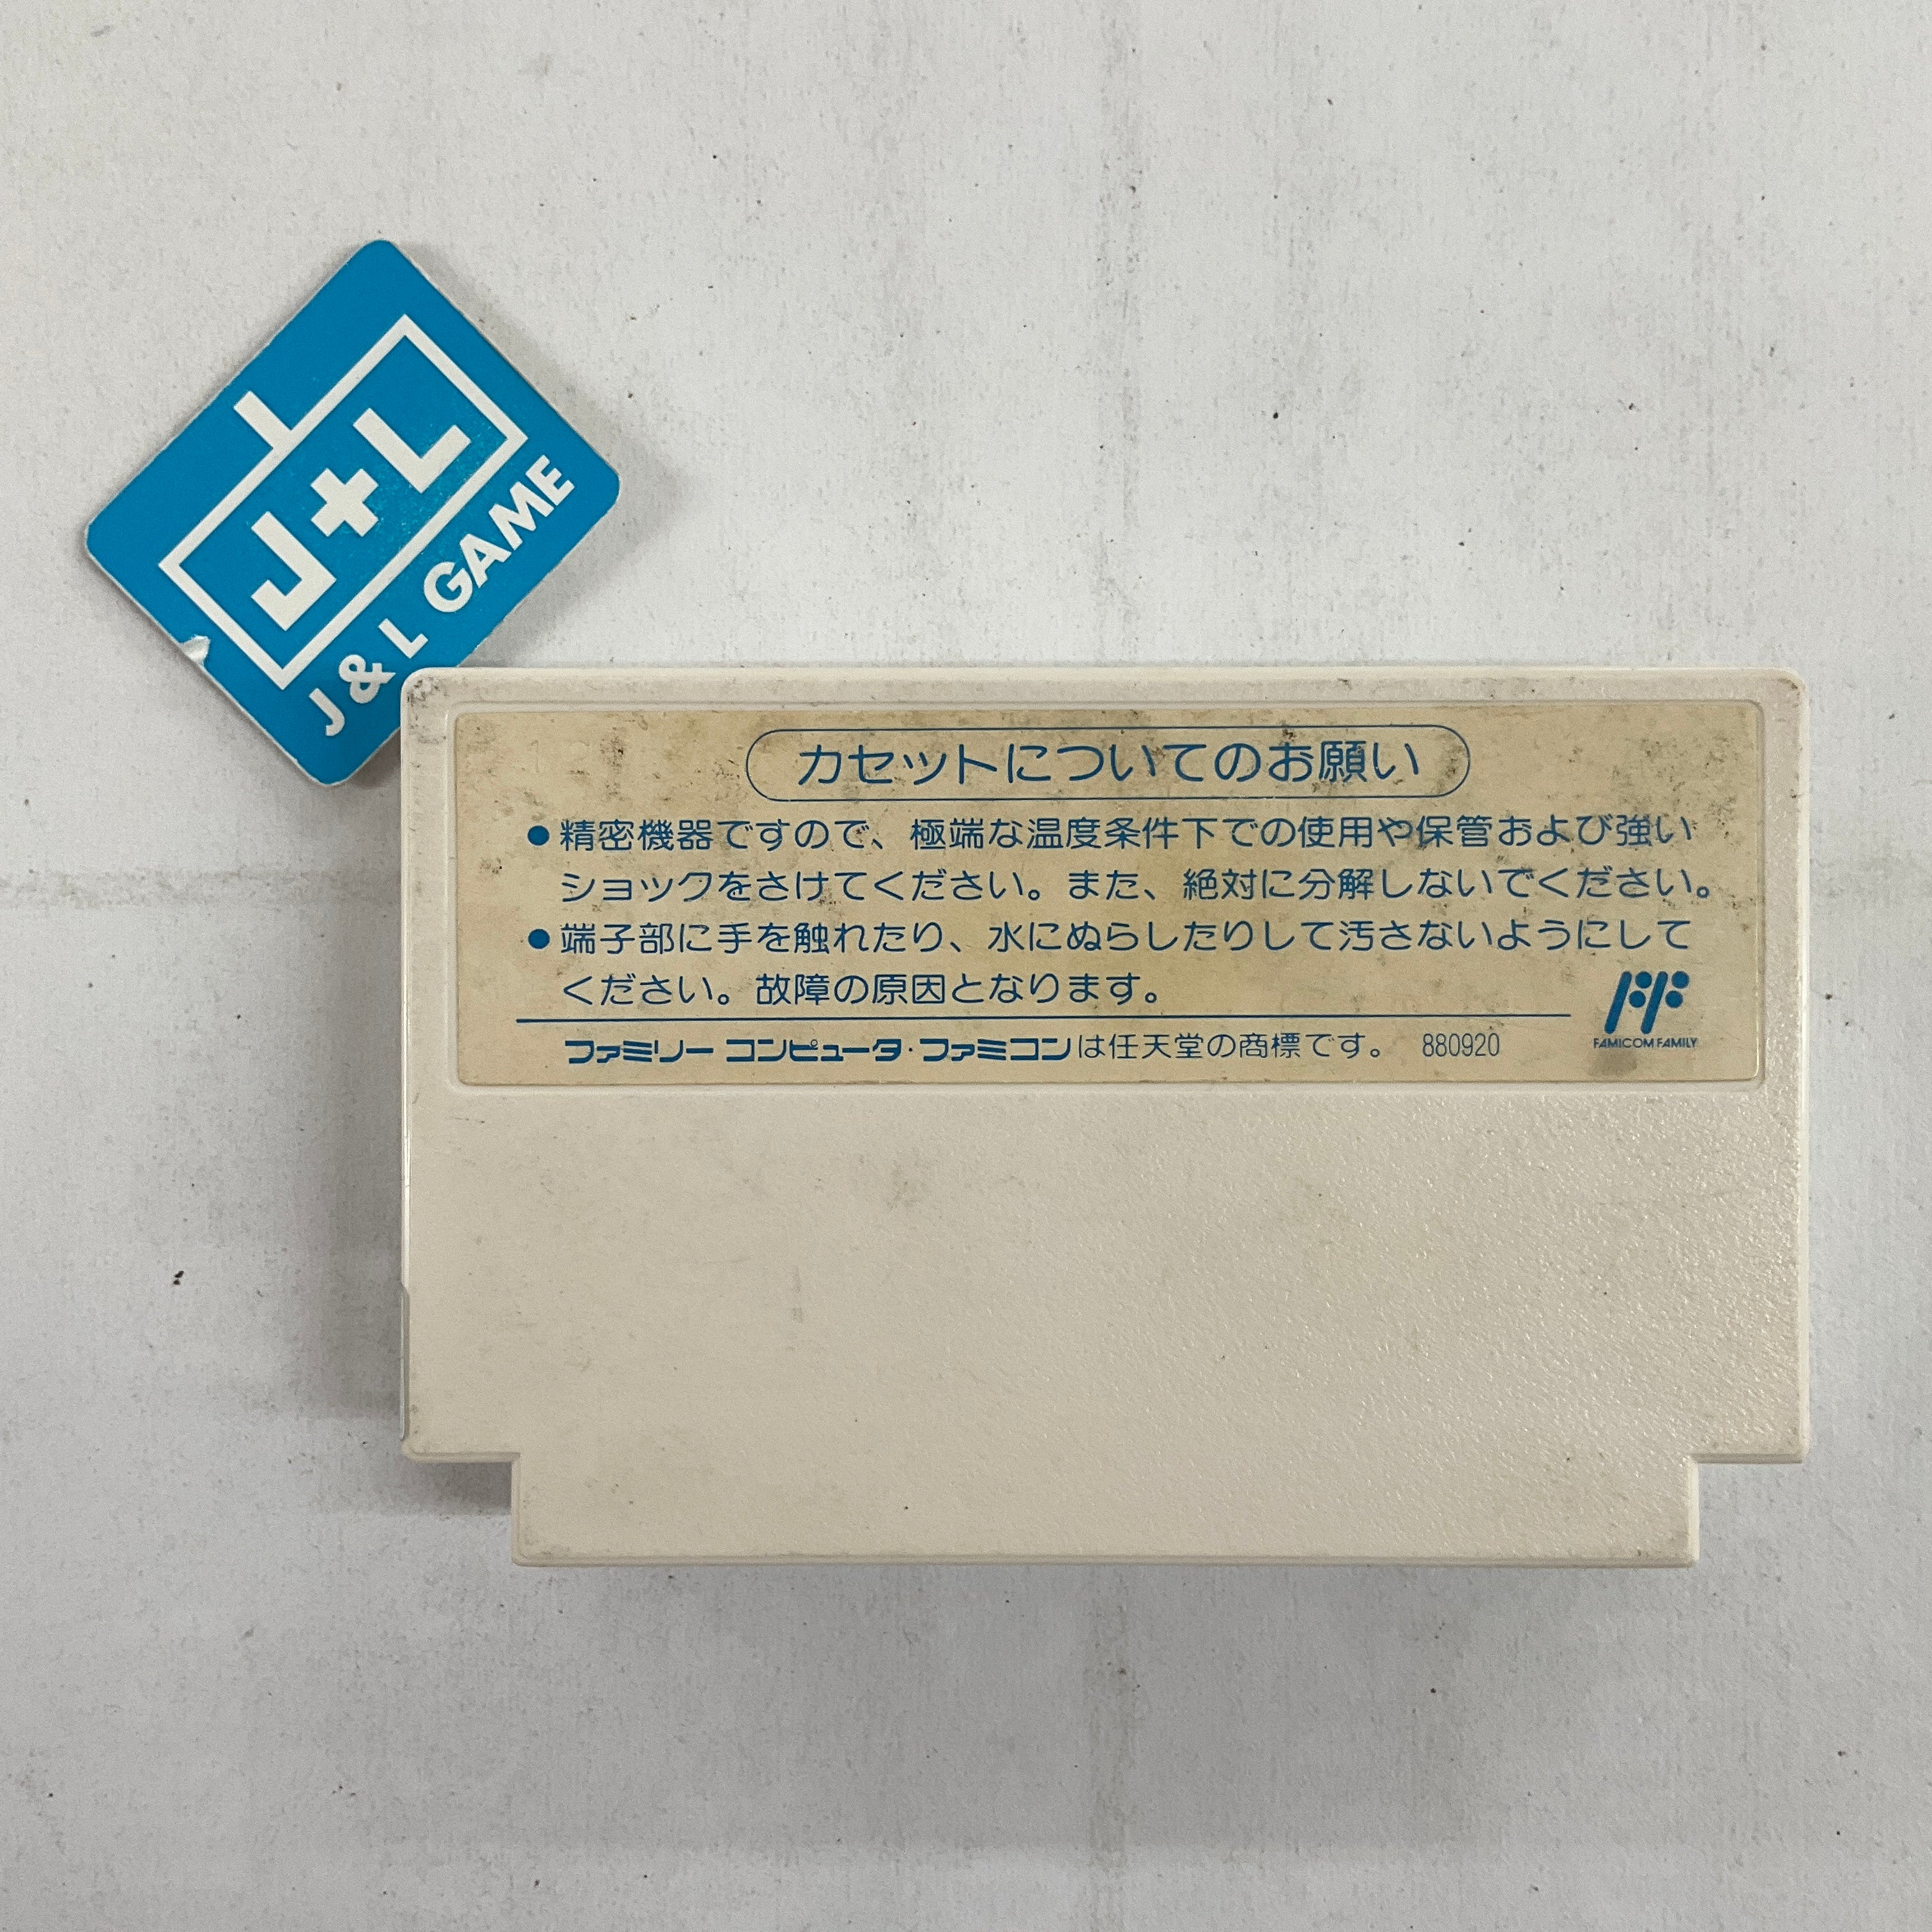 J+L
J & L GAME
カセットについてのお願い
●精密機器ですので、極端な温度条件下での使用や保管および強い
ショックをさけてください。また、絶対に分解しないでください。
●端子部に手を触れたり、水にぬらしたりして汚さないようにして
ください。故障の原因となります。
FF
FAMICOM FAMILY
ファミリー コンピュータ・ファミコンは任天堂の商標です。 880920